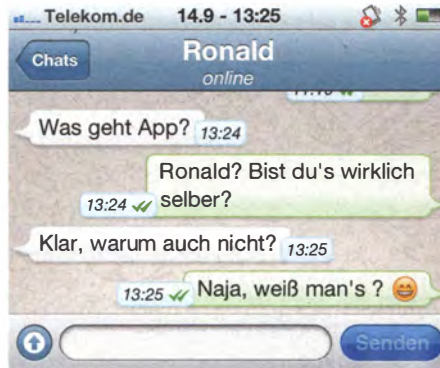 Telekom.de 14.9 - 13:25
Chats Ronald
online
Was geht App? 13:24
Ronald? Bist du's wirklich
13:24 selber?
Klar, warum auch nicht? 13:25
13:25 Naja, weiß man's ? 😄
Senden